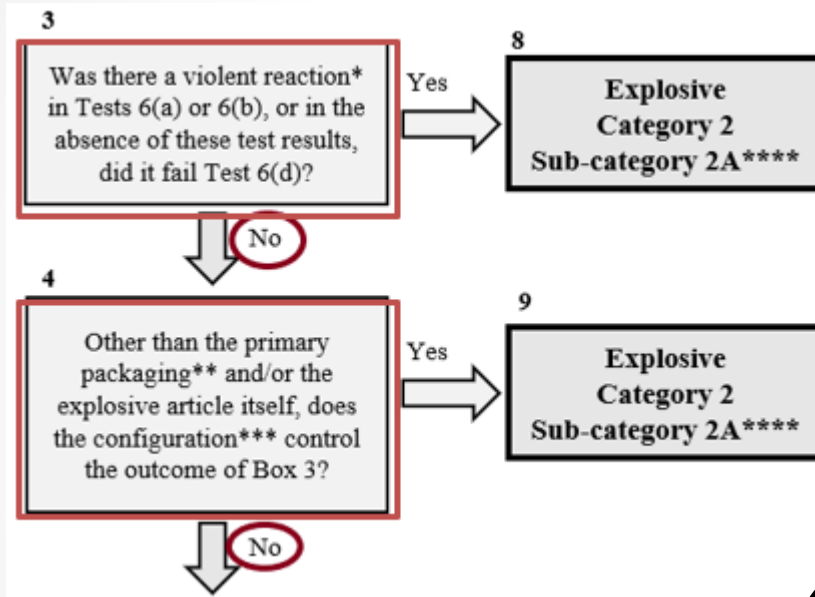 3
Was there a violent reaction*
in Tests 6(a) or 6(b), or in the
absence of these test results,
did it fail Test 6(d)?
Yes
8
Explosive
Category 2
Sub-category 2A****
No
4
Other than the primary
packaging** and/or the
explosive article itself, does
the configuration*** control
the outcome of Box 3?
Yes
9
Explosive
Category 2
Sub-category 2A****
No